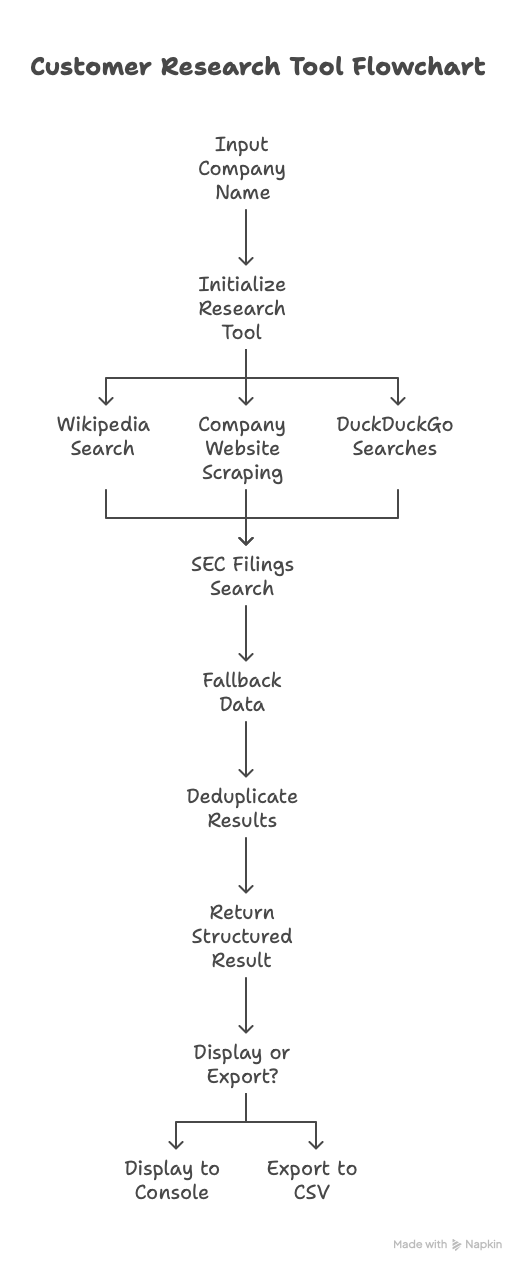 Customer Research Tool Flowchart
Input
Company
Name
Initialize
Research
Tool
Wikipedia
Search
Company
Website
Scraping
DuckDuckGo
Searches
SEC Filings
Search
Fallback
Data
Deduplicate
Results
Return
Structured
Result
Display or
Export?
Display to
Console
Export to
CSV
Made with Napkin